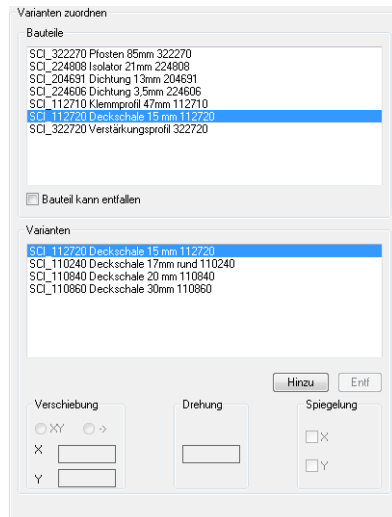 Varianten zuordnen
Bauteile
SCI_322270 Pfosten 85mm 322270
SCI_224808 Isolator 21mm 224808
SCI_204691 Dichtung 13mm 204691
SCI_224606 Dichtung 3,5mm 224606
SCI_112710 Klemmprofil 47mm 112710
SCI_112720 Deckschale 15 mm 112720
SCI_322720 Verstärkungsprofil 322720
Bauteil kann entfallen
Varianten
SCI_112720 Deckschale 15 mm 112720
SCI_110240 Deckschale 17mm rund 110240
SCI_110840 Deckschale 20 mm 110840
SCI_110860 Deckschale 30mm 110860
Hinzu Entf
Verschiebung Drehung Spiegelung
XY ->
X X
Y Y